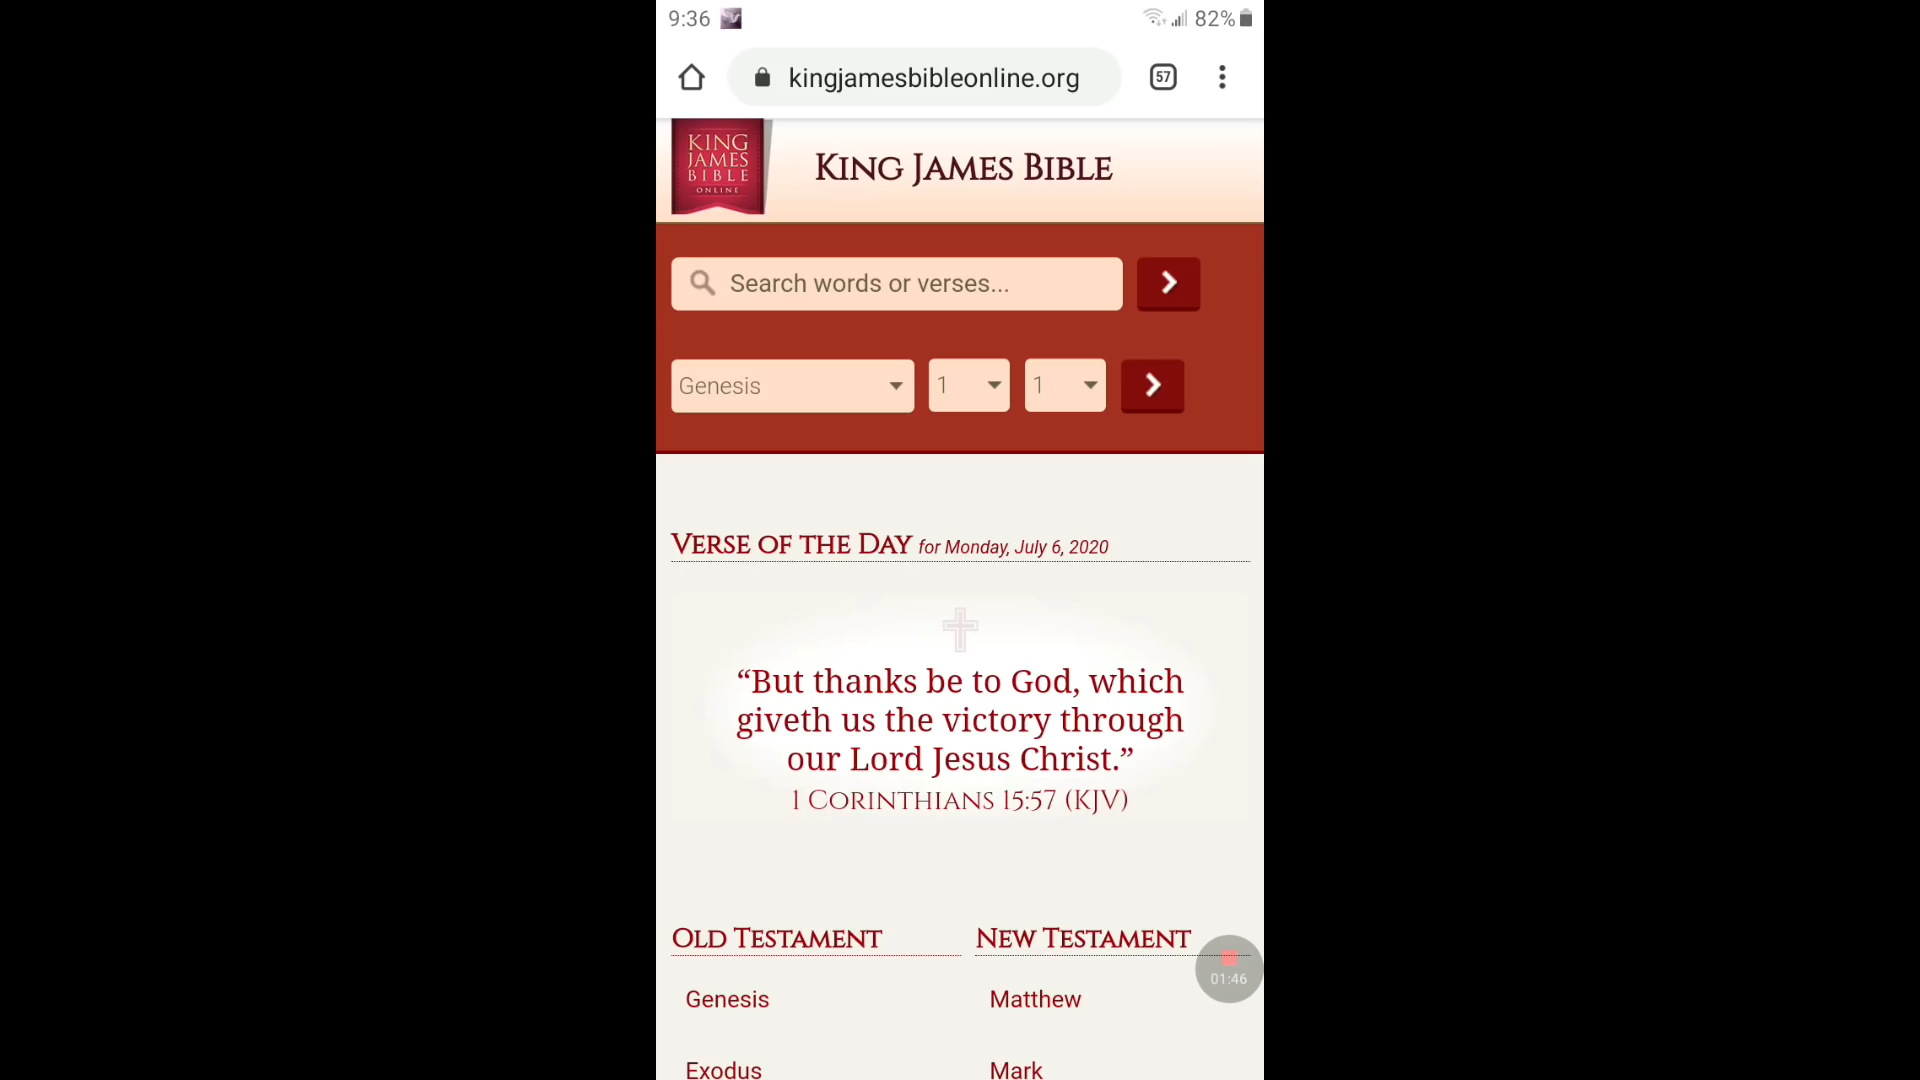 9:36
82%
kingjamesbibleonline.org
57
KING
JAMES
BIBLE
ONLINE
King James Bible
Search words or verses...
Genesis
1
1
Verse of the Day for Monday, July 6, 2020
“But thanks be to God, which
giveth us the victory through
our Lord Jesus Christ.”
1 Corinthians 15:57 (KJV)
Old Testament
New Testament
01:46
Genesis
Matthew
Exodus
Mark